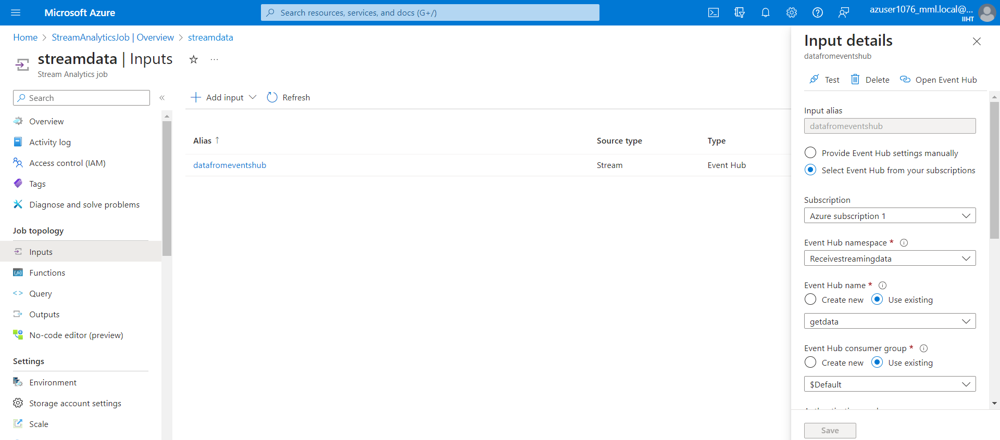 Microsoft Azure
Search resources, services, and docs (G+/)
azuser1076_mml.local@...
IIHT
Home > StreamAnalyticsJob | Overview > streamdata
streamdata | Inputs
Stream Analytics job
Search
Overview
Activity log
Access control (IAM)
Tags
Diagnose and solve problems
Job topology
Inputs
Functions
Query
Outputs
No-code editor (preview)
Settings
Environment
Storage account settings
Scale
Add input
Refresh
Alias ↑ Source type Type
datafromeventshub Stream Event Hub
Input details
datafromeventshub
Test Delete Open Event Hub
Input alias
datafromeventshub
Provide Event Hub settings manually
Select Event Hub from your subscriptions
Subscription
Azure subscription 1
Event Hub namespace *
Receivestreamingdata
Event Hub name *
Create new Use existing
getdata
Event Hub consumer group *
Create new Use existing
$Default
Save